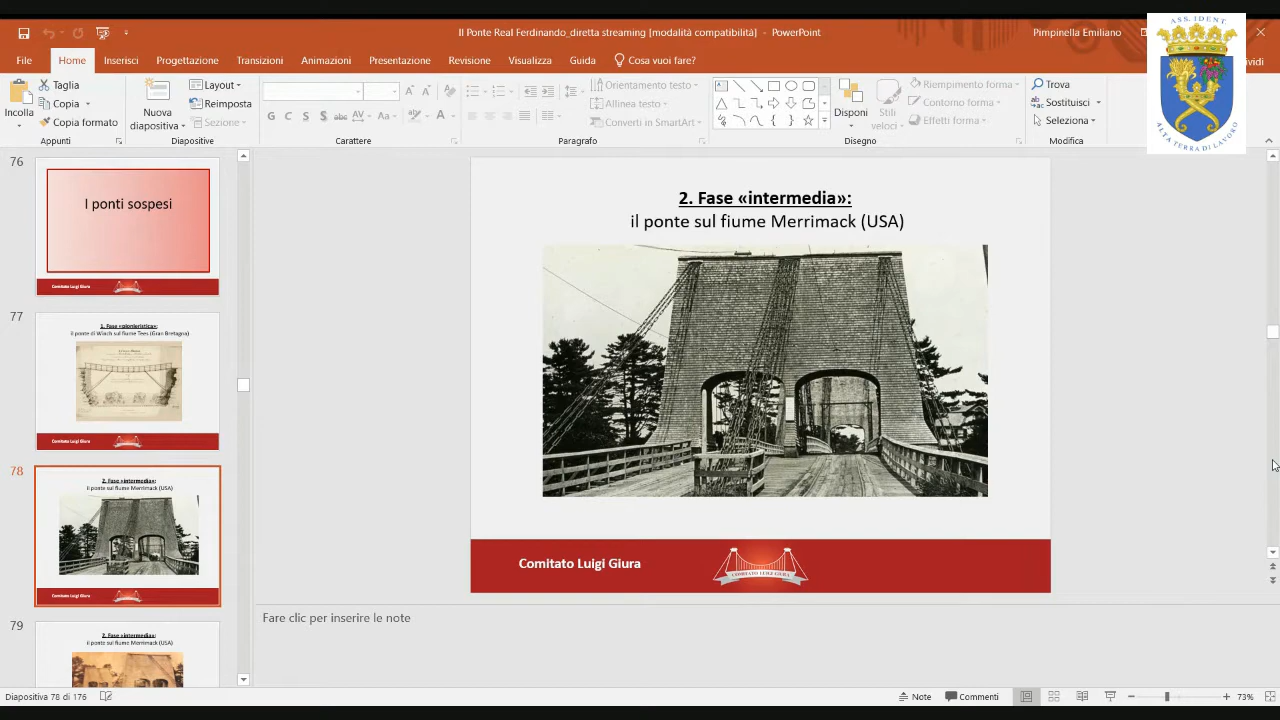 Il Ponte Real Ferdinando_diretta streaming [modalità compatibilità] - PowerPoint
Pimpinella Emiliano
File Home Inserisci Progettazione Transizioni Animazioni Presentazione Revisione Visualizza Guida Cosa vuoi fare?
ASS. IDENT.
ALTA TERRA DI LAVORO
Incolla
Taglia
Copia
Copia formato
Appunti
Nuova
diapositiva
Layout
Reimposta
Sezione
Diapositive
G C S abc AV Aa A
Carattere
Orientamento testo
Allinea testo
Converti in SmartArt
Paragrafo
Disponi
Stili
veloci
Riempimento forma
Contorno forma
Effetti forma
Disegno
Trova
Sostituisci
Seleziona
Modifica
76
I ponti sospesi
Comitato Luigi Giura
77
1. Fase «pionieristica»:
il ponte di Winch sul fiume Tees (Gran Bretagna)
Comitato Luigi Giura
78
2. Fase «intermedia»:
il ponte sul fiume Merrimack (USA)
Comitato Luigi Giura
79
2. Fase «intermedia»:
il ponte sul fiume Merrimack (USA)
2. Fase «intermedia»:
il ponte sul fiume Merrimack (USA)
Comitato Luigi Giura
COMITATO LUIGI GIURA
Fare clic per inserire le note
Diapositiva 78 di 176
Note
Commenti
73%